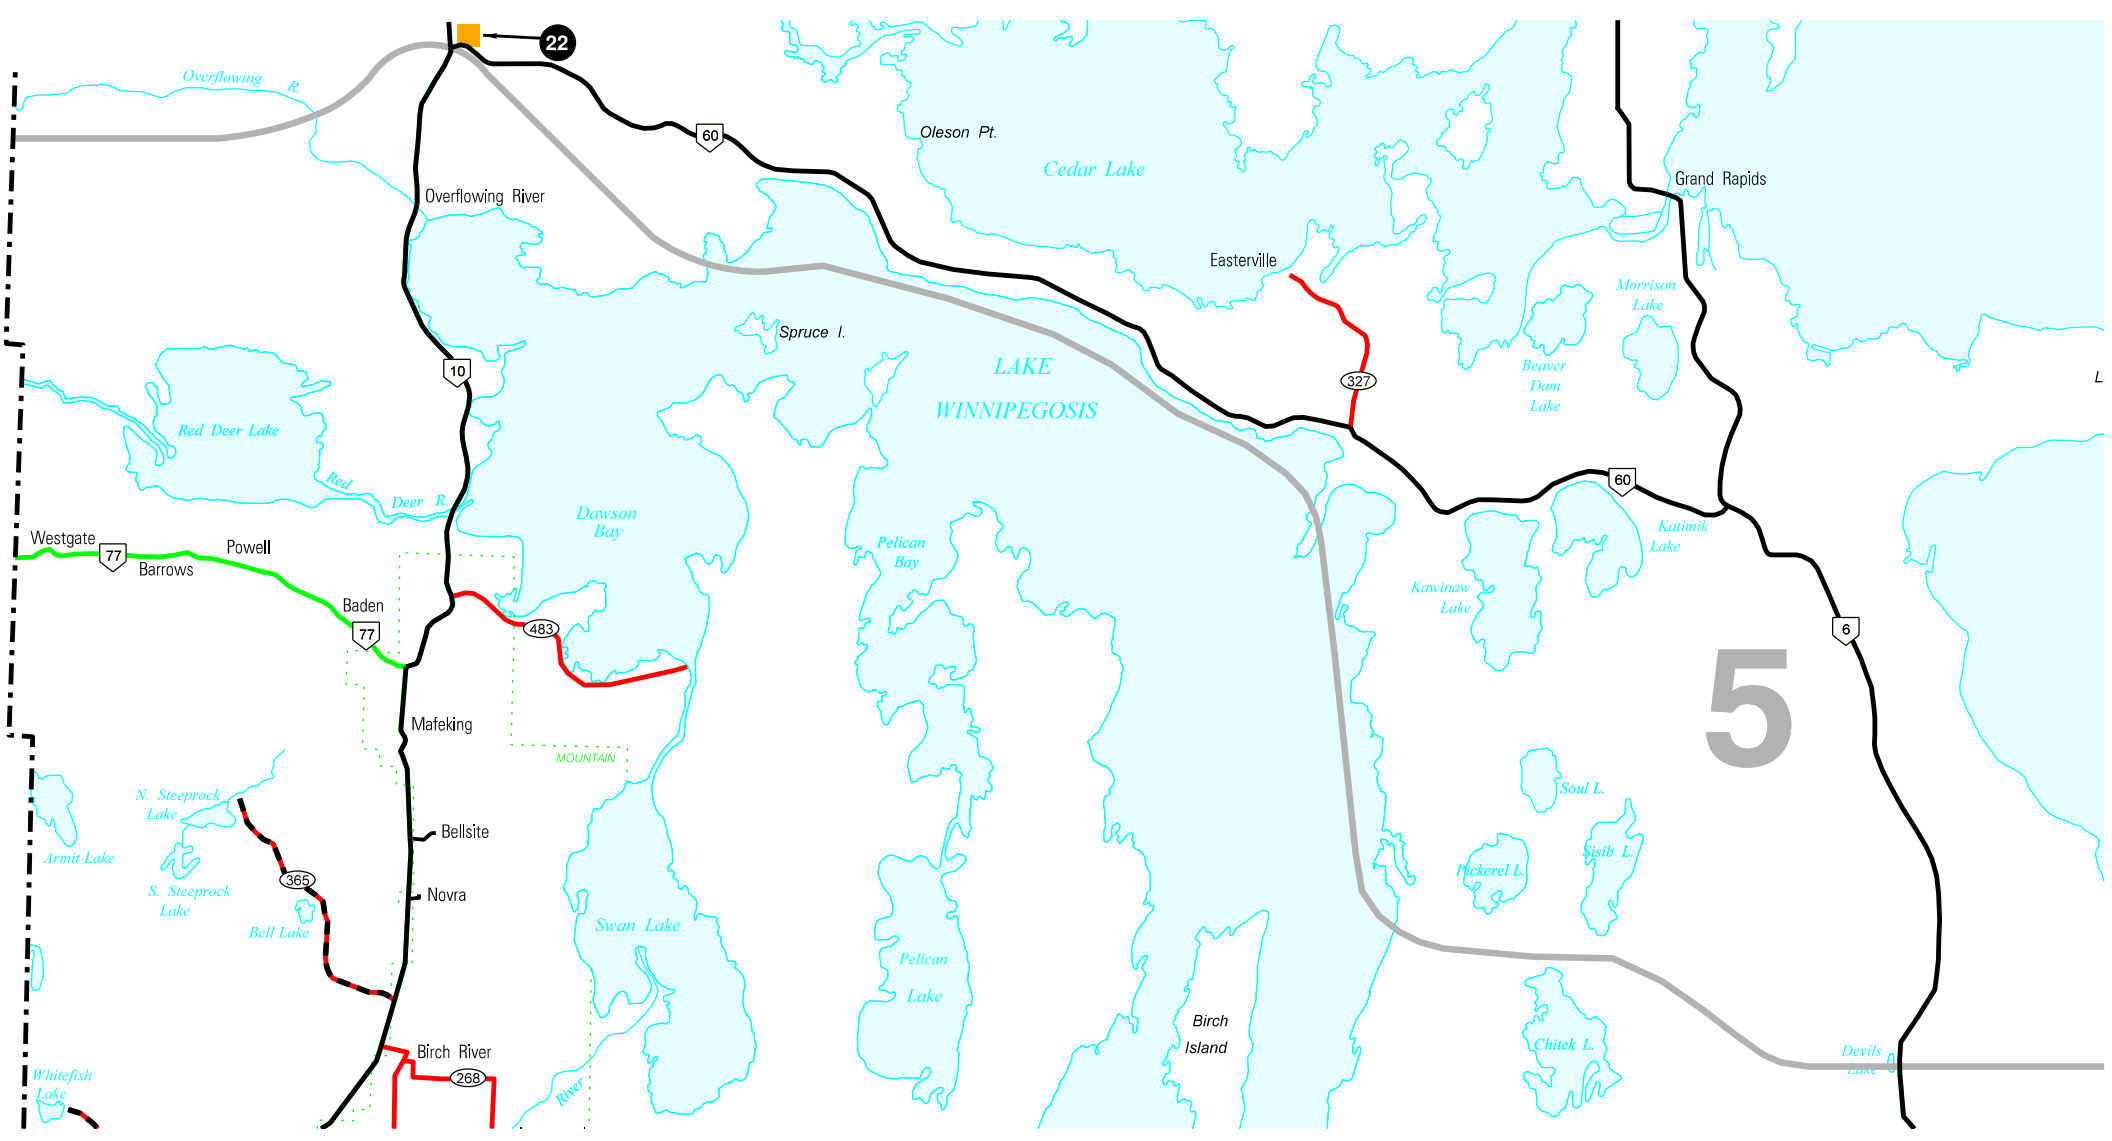 22
Overflowing R.
60
Oleson Pt.
Cedar Lake
Grand Rapids
Overflowing River
Easterville
Morrison
Lake
Spruce I.
LAKE
WINNIPEGOSIS
10
327
Beaver
Dam
Lake
L
Red Deer Lake
Red Deer R.
60
Dawson
Bay
Katimik
Lake
Westgate
77
Powell
Barrows
Pelican
Bay
Kawinaw
Lake
Baden
77
483
6
5
Mafeking
MOUNTAIN
N. Steeprock
Lake
Soul L.
Bellsite
Armit Lake
Sisib L.
Pickerel L.
365
S. Steeprock
Lake
Novra
Bell Lake
Swan Lake
Pelican
Lake
Birch
Island
Birch River
Chitek L.
Devils
Lake
Whitefish
Lake
268
River